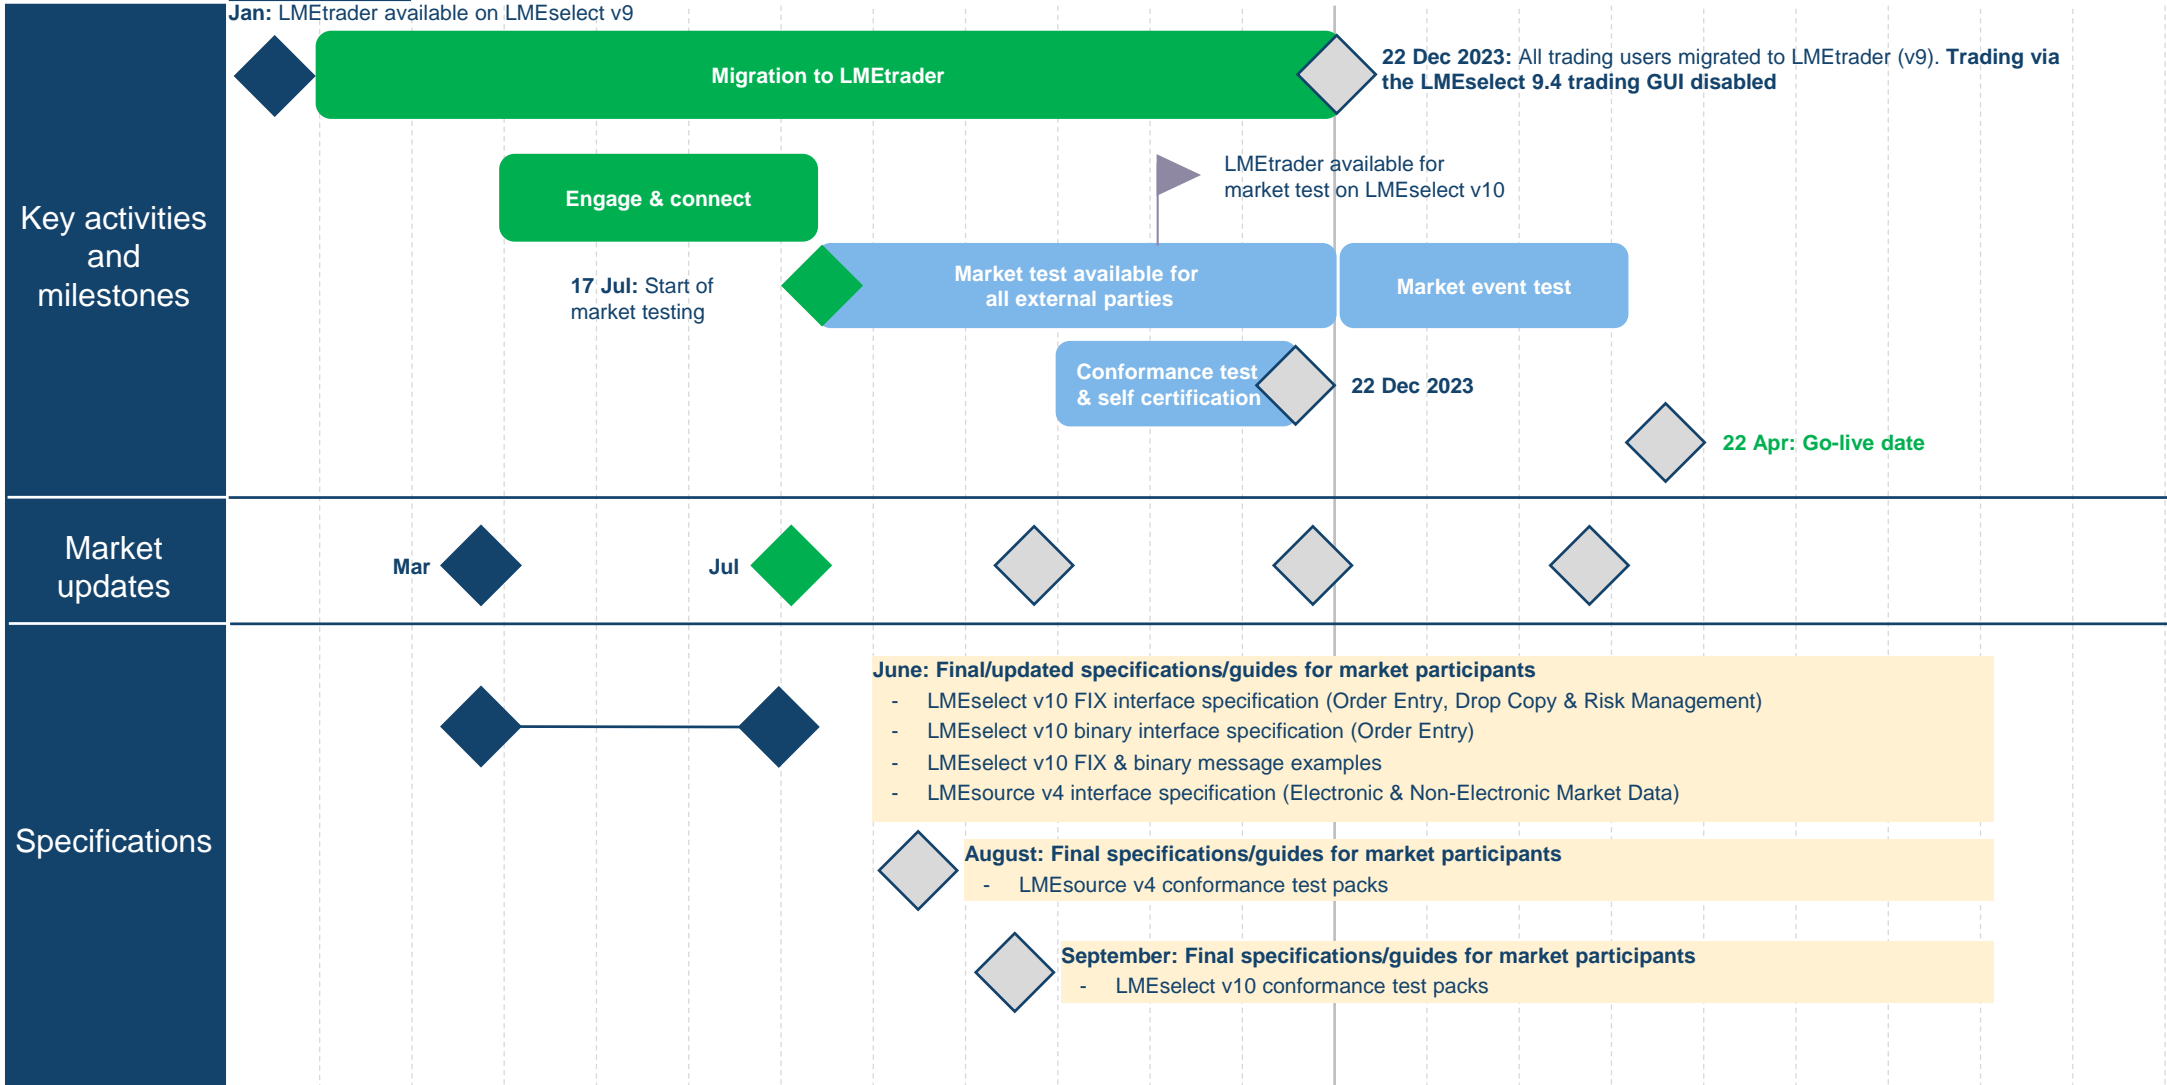 Jan: LMEtrader available on LMEselect v9
Migration to LMEtrader
22 Dec 2023: All trading users migrated to LMEtrader (v9). Trading via
the LMEselect 9.4 trading GUI disabled
Key activities
and
milestones
Engage & connect
LMEtrader available for
market test on LMEselect v10
17 Jul: Start of
market testing
Market test available for
all external parties
Market event test
Conformance test
& self certification
22 Dec 2023
22 Apr: Go-live date
Market
updates
Mar
Jul
Specifications
June: Final/updated specifications/guides for market participants
- LMEselect v10 FIX interface specification (Order Entry, Drop Copy & Risk Management)
- LMEselect v10 binary interface specification (Order Entry)
- LMEselect v10 FIX & binary message examples
- LMEsource v4 interface specification (Electronic & Non-Electronic Market Data)
August: Final specifications/guides for market participants
- LMEsource v4 conformance test packs
September: Final specifications/guides for market participants
- LMEselect v10 conformance test packs